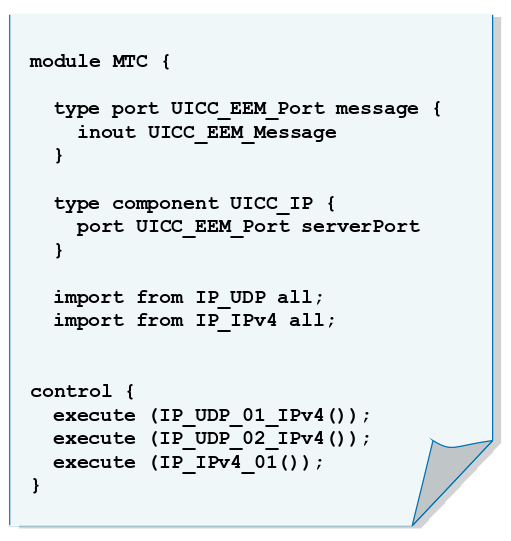 module MTC {
type port UICC_EEM_Port message {
inout UICC_EEM_Message
}
type component UICC_IP {
port UICC_EEM_Port serverPort
}
import from IP_UDP all;
import from IP_IPv4 all;
control {
execute (IP_UDP_01_IPv4());
execute (IP_UDP_02_IPv4());
execute (IP_IPv4_01());
}